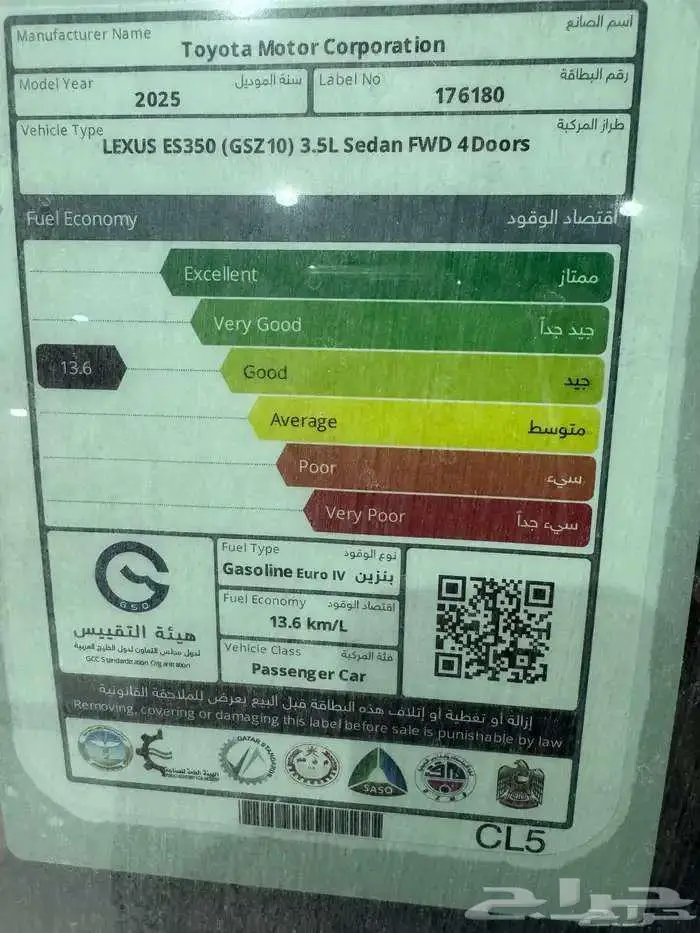 Manufacturer Name اسم الصانع
Toyota Motor Corporation
Model Year سنة الموديل
2025
Label No رقم البطاقة
176180
Vehicle Type طراز المركبة
LEXUS ES350 (GSZ10) 3.5L Sedan FWD 4Doors
Fuel Economy اقتصاد الوقود
Excellent ممتاز
Very Good جيد جداً
13.6 Good جيد
Average متوسط
Poor سيء
Very Poor سيء جداً
GSO
هيئة التقييس
لدول مجلس التعاون لدول الخليج العربية
GCC Standardization Organization
Fuel Type نوع الوقود
Gasoline Euro IV بنزين
Fuel Economy اقتصاد الوقود
13.6 km/L
Vehicle Class فئة المركبة
Passenger Car
إزالة أو تغطية او إتلاف هذه البطاقة قبل البيع يعرض للملاحقة القانونية
Removing, covering or damaging this label before sale is punishable by law
QATAR STANDARDS
SASO
CL5
حراج